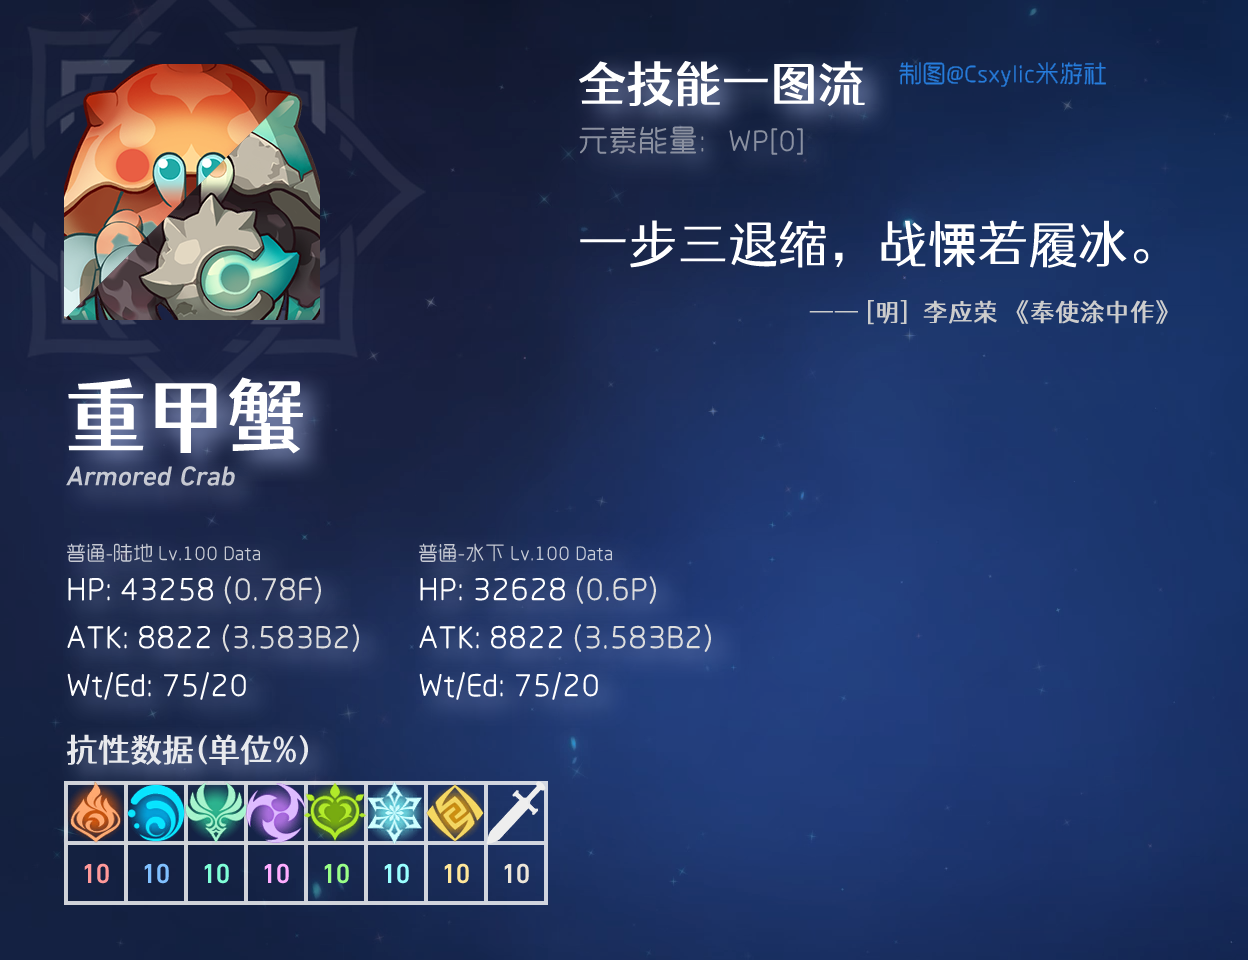 全技能一图流
制图@Csxylic米游社
元素能量: WP[0]
一步三退缩，战慄若履冰。
—— [明] 李应荣 《奉使涂中作》
重甲蟹
Armored Crab
普通-陆地 Lv.100 Data
HP: 43258 (0.78F)
ATK: 8822 (3.583B2)
Wt/Ed: 75/20
普通-水下 Lv.100 Data
HP: 32628 (0.6P)
ATK: 8822 (3.583B2)
Wt/Ed: 75/20
抗性数据(单位%)
10 10 10 10 10 10 10 10